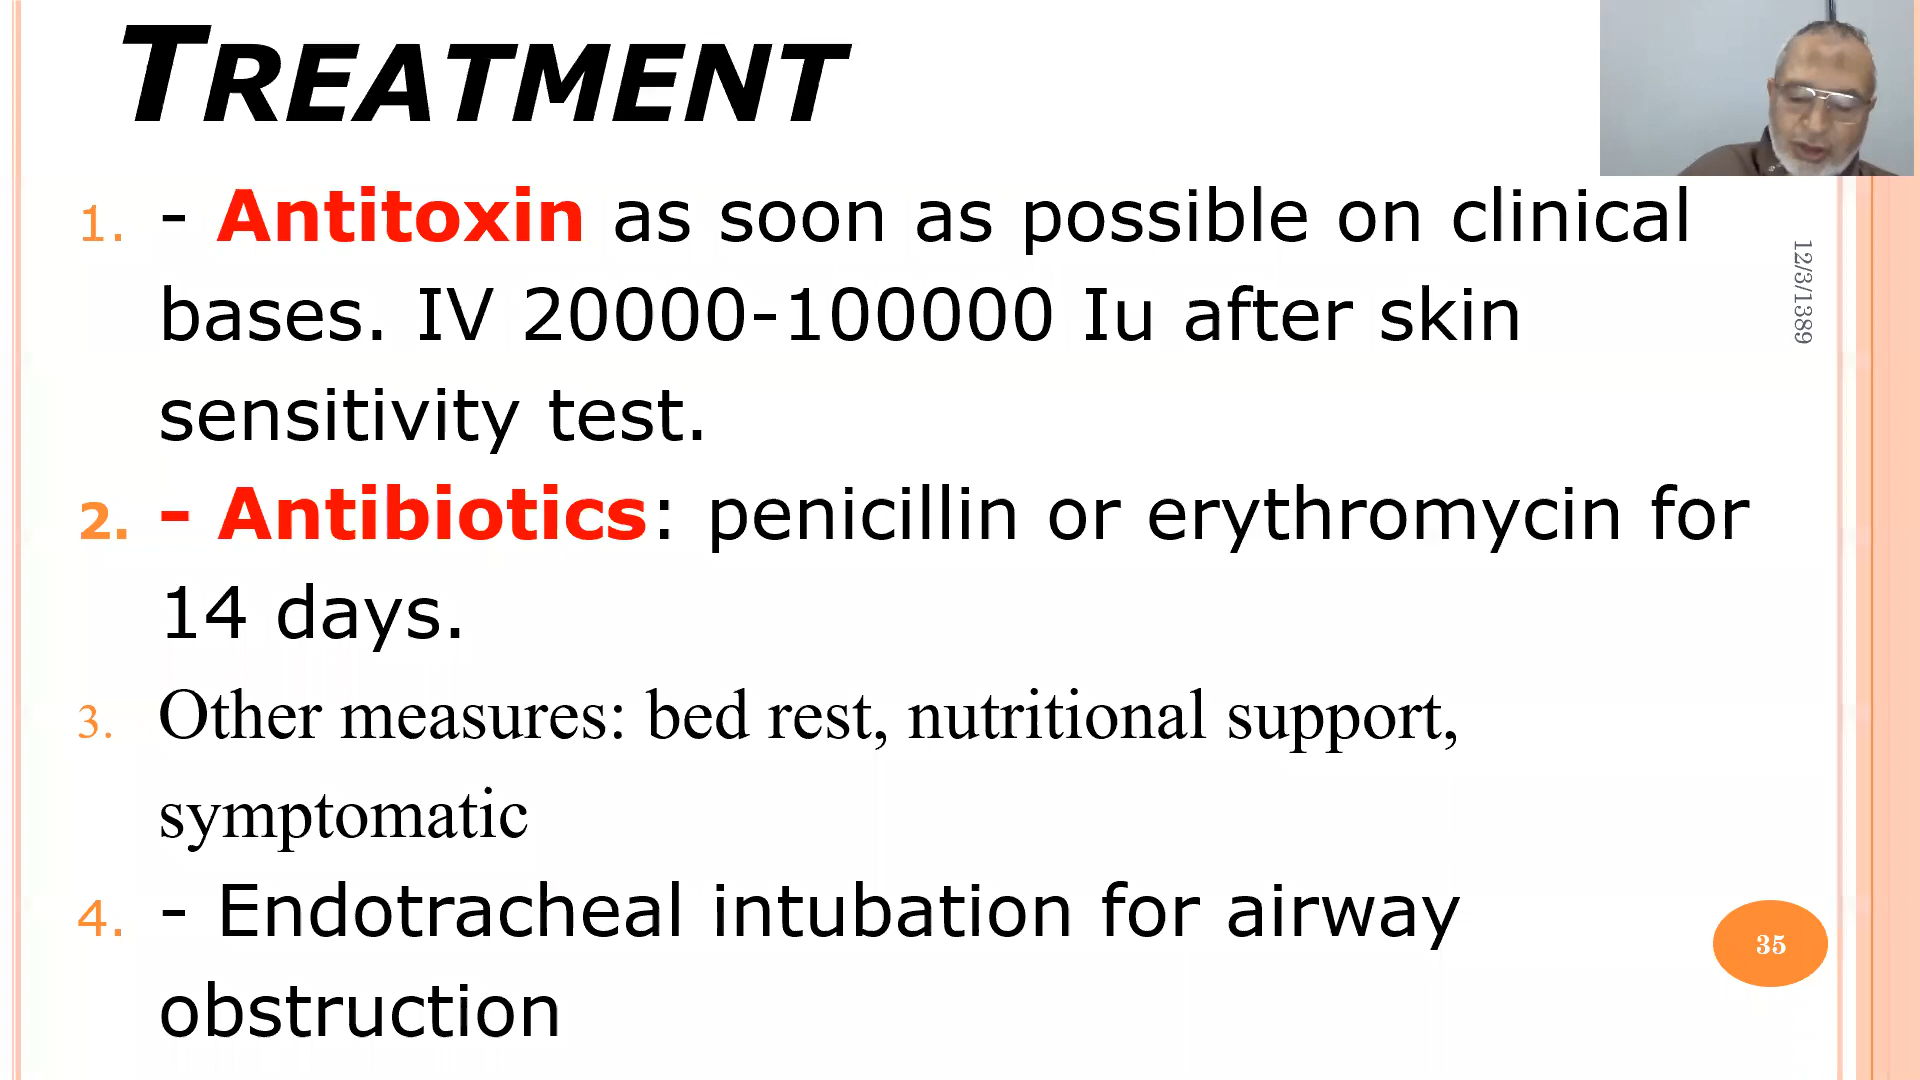 TREATMENT
1. - Antitoxin as soon as possible on clinical
bases. IV 20000-100000 Iu after skin
sensitivity test.
2. - Antibiotics: penicillin or erythromycin for
14 days.
3. Other measures: bed rest, nutritional support,
symptomatic
4. - Endotracheal intubation for airway
obstruction
12/3/1389
35